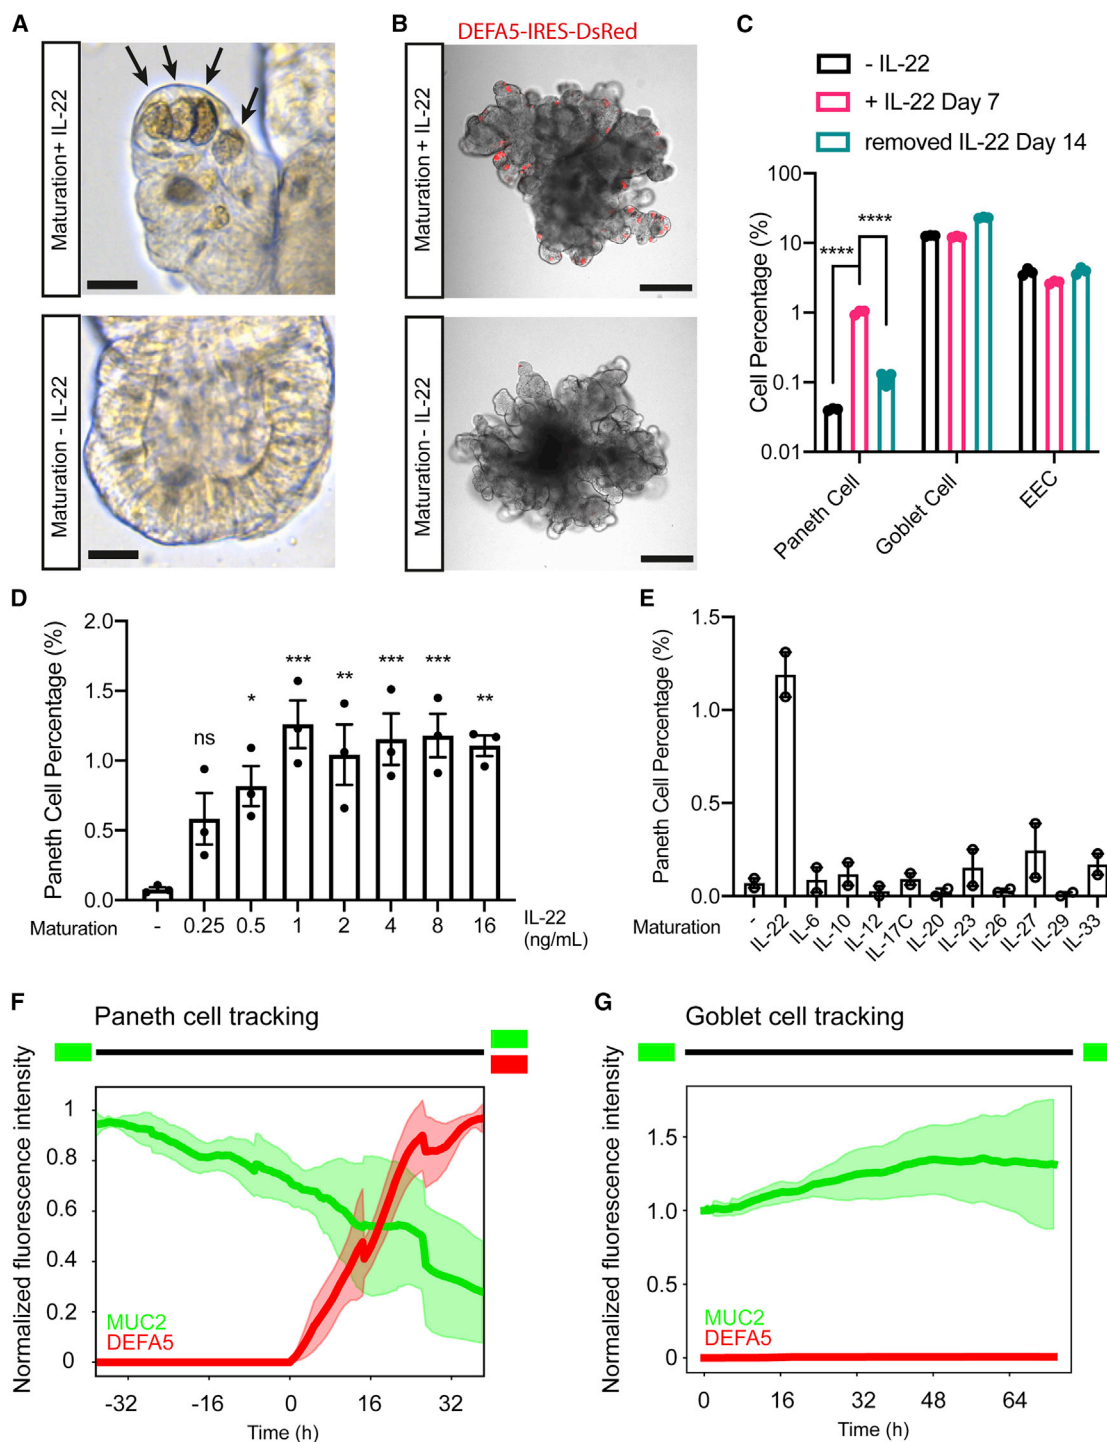 A
Maturation+ IL-22
Maturation - IL-22
B
DEFA5-IRES-DsRed
Maturation + IL-22
Maturation - IL-22
C
- IL-22
+ IL-22 Day 7
removed IL-22 Day 14
Cell Percentage (%)
100
10
1
0.1
0.01
****
****
Paneth Cell
Goblet Cell
EEC
D
Paneth Cell Percentage (%)
2.0
1.5
1.0
0.5
0.0
ns
*
***
**
***
***
**
Maturation - 0.25 0.5 1 2 4 8 16 IL-22
(ng/mL)
E
Paneth Cell Percentage (%)
1.5
1.0
0.5
0.0
Maturation - IL-22 IL-6 IL-10 IL-12 IL-17C IL-20 IL-23 IL-26 IL-27 IL-29 IL-33
F
Paneth cell tracking
Normalized fluorescence intensity
1
0.8
0.6
0.4
0.2
0
MUC2
DEFA5
-32 -16 0 16 32
Time (h)
G
Goblet cell tracking
Normalized fluorescence intensity
1.5
1.0
0.5
0
MUC2
DEFA5
0 16 32 48 64
Time (h)